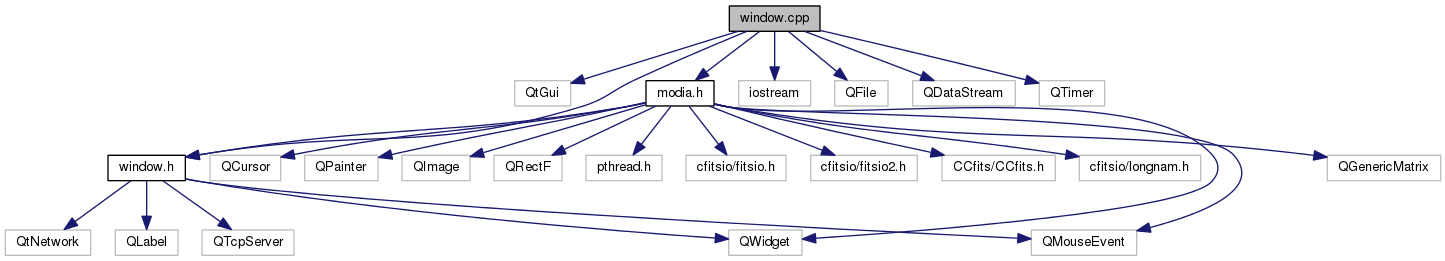 window.cpp
QtGui
modia.h
iostream
QFile
QDataStream
QTimer
window.h
QCursor
QPainter
QImage
QRectF
pthread.h
cfitsio/fitsio.h
cfitsio/fitsio2.h
CCfits/CCfits.h
cfitsio/longnam.h
QGenericMatrix
QtNetwork
QLabel
QTcpServer
QWidget
QMouseEvent